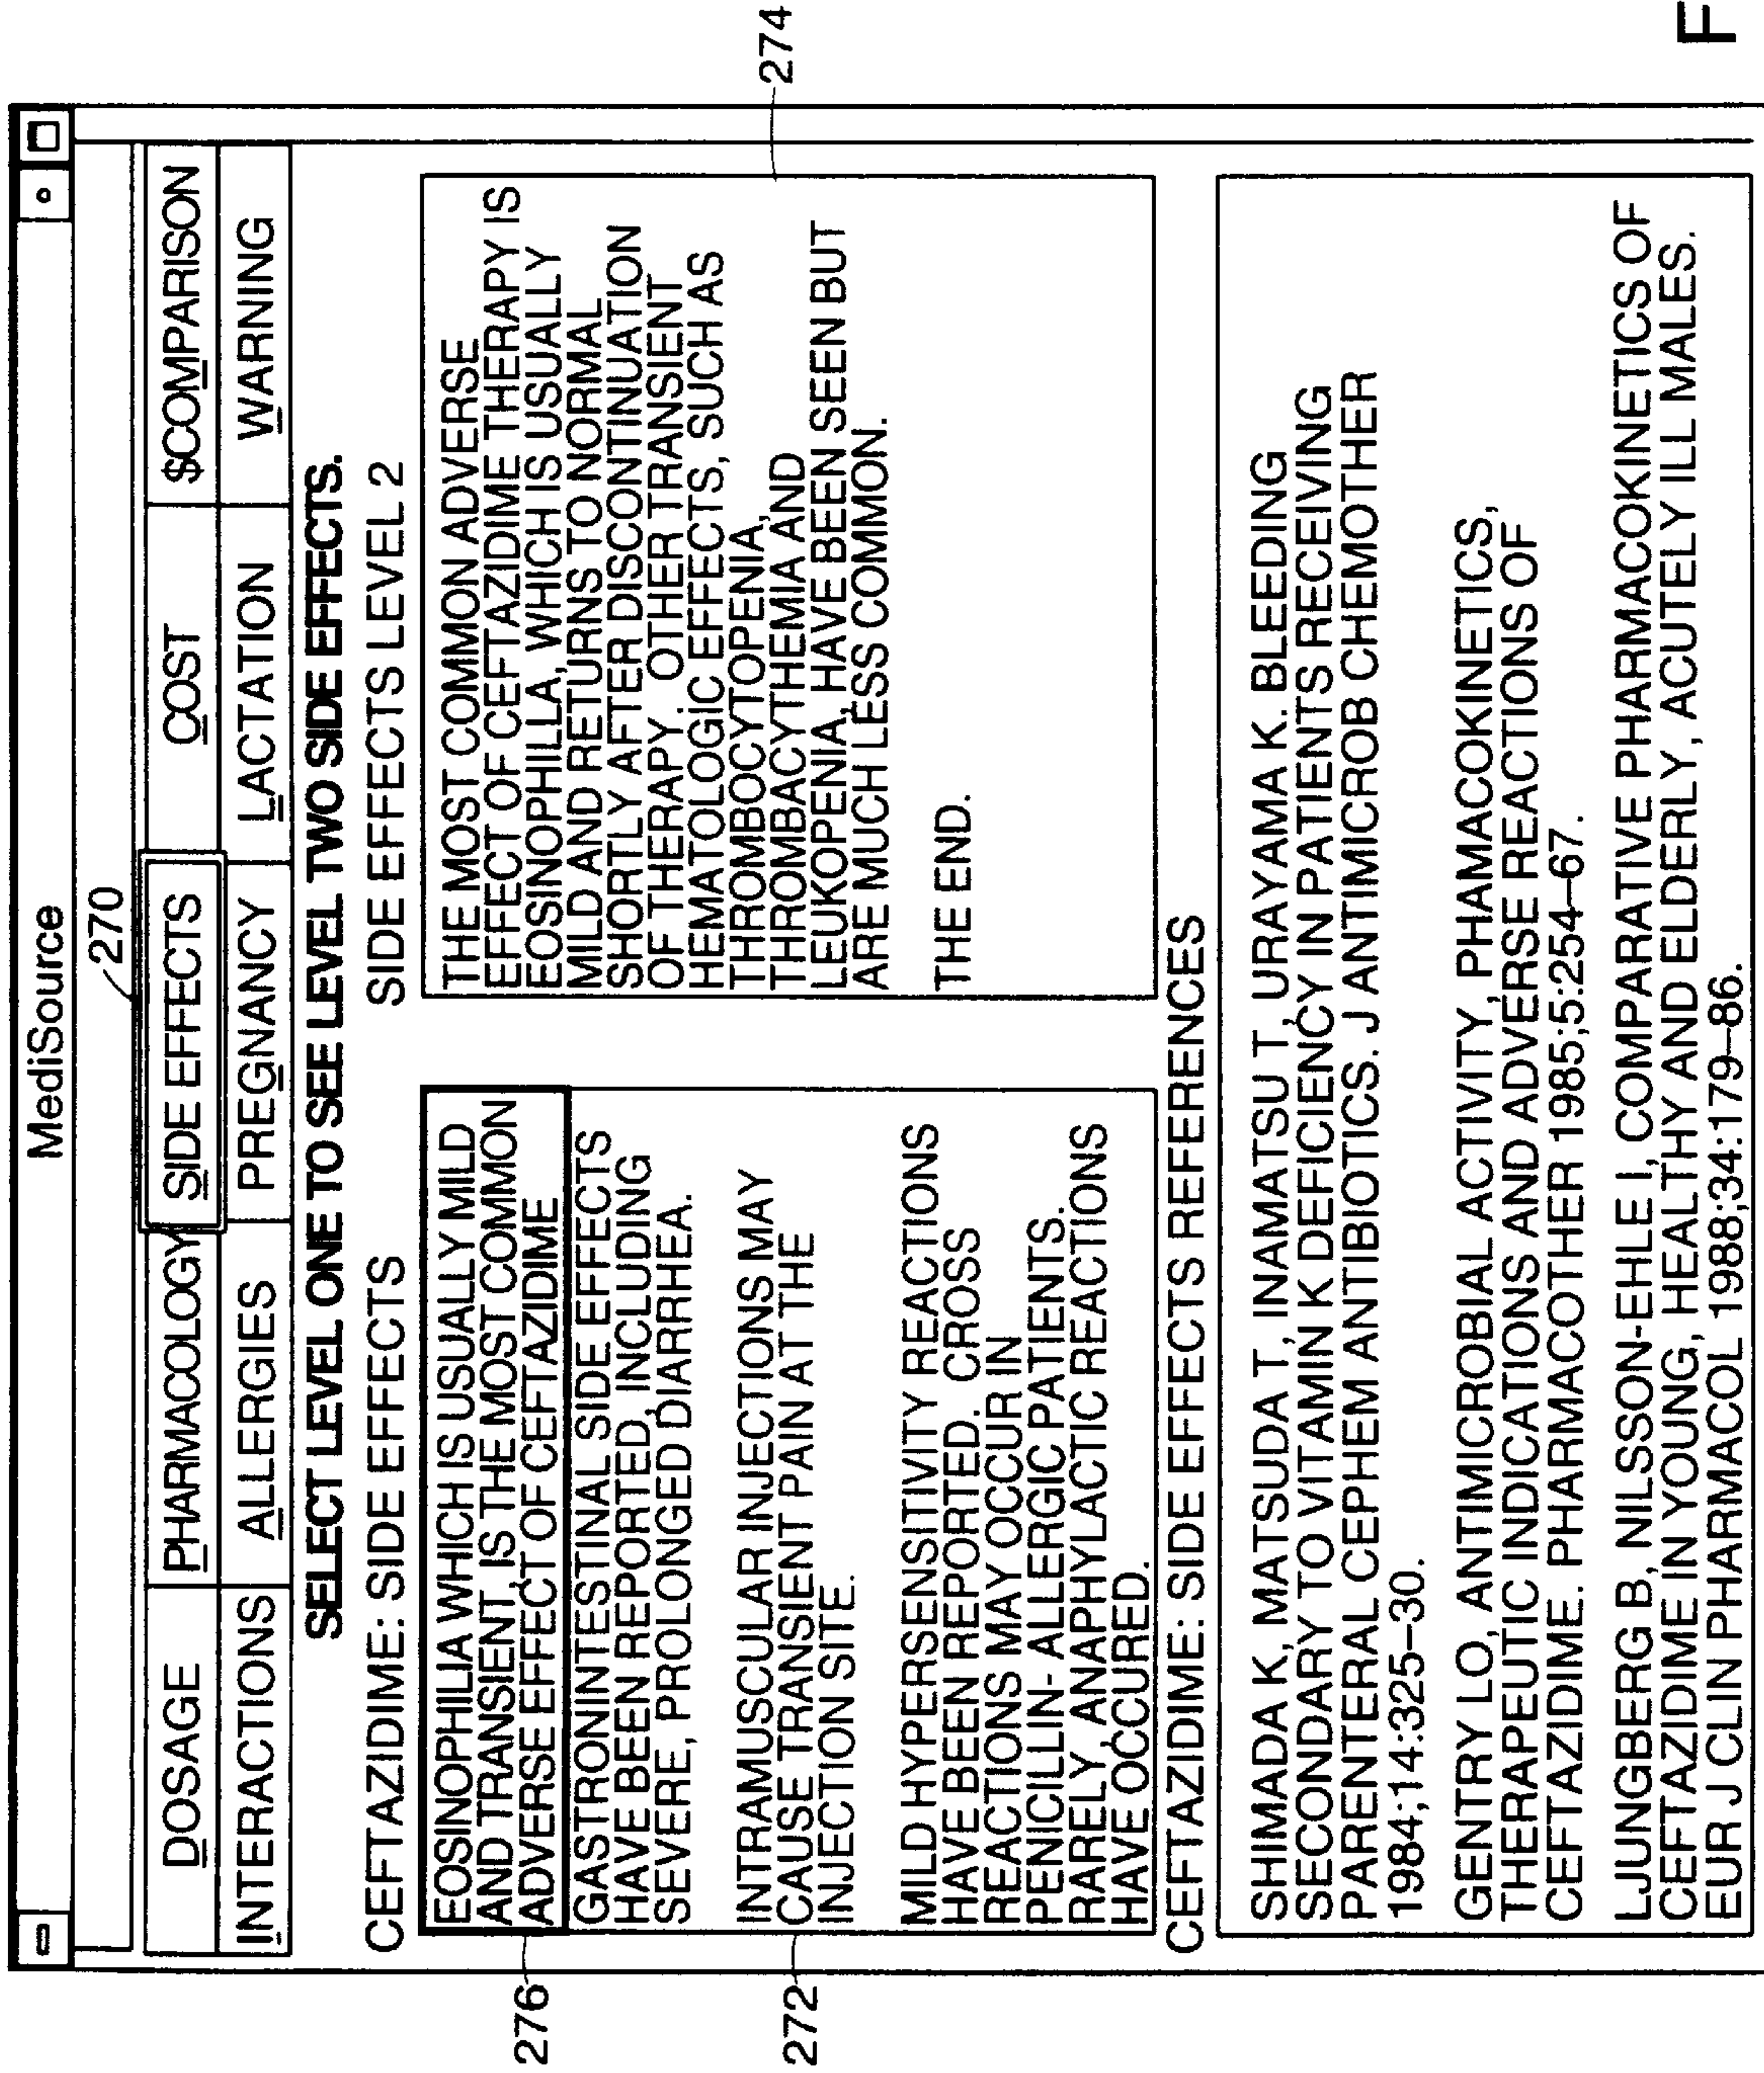 MediSource
270
DOSAGE PHARMACOLOGY SIDE EFFECTS COST $COMPARISON
INTERACTIONS ALLERGIES PREGNANCY LACTATION WARNING
SELECT LEVEL ONE TO SEE LEVEL TWO SIDE EFFECTS.
CEFTAZIDIME: SIDE EFFECTS
276
EOSINOPHILIA WHICH IS USUALLY MILD
AND TRANSIENT, IS THE MOST COMMON
ADVERSE EFFECT OF CEFTAZIDIME
GASTRONINTESTINAL SIDE EFFECTS
HAVE BEEN REPORTED, INCLUDING
SEVERE, PROLONGED DIARRHEA.
272
INTRAMUSCULAR INJECTIONS MAY
CAUSE TRANSIENT PAIN AT THE
INJECTION SITE.
MILD HYPERSENSITIVITY REACTIONS
HAVE BEEN REPORTED. CROSS
REACTIONS MAY OCCUR IN
PENICILLIN- ALLERGIC PATIENTS.
RARELY, ANAPHYLACTIC REACTIONS
HAVE OCCURED.
SIDE EFFECTS LEVEL 2
THE MOST COMMON ADVERSE
EFFECT OF CEFTAZIDIME THERAPY IS
EOSINOPHILLA, WHICH IS USUALLY
MILD AND RETURNS TO NORMAL
SHORTLY AFTER DISCONTINUATION
OF THERAPY. OTHER TRANSIENT
HEMATOLOGIC EFFECTS, SUCH AS
THROMBOCYTOPENIA,
THROMBACYTHEMIA AND
LEUKOPENIA, HAVE BEEN SEEN BUT
ARE MUCH LESS COMMON.
THE END.
274
CEFTAZIDIME: SIDE EFFECTS REFERENCES
SHIMADA K, MATSUDA T, INAMATSU T, URAYAMA K. BLEEDING
SECONDARY TO VITAMIN K DEFICIENCY IN PATIENTS RECEIVING
PARENTERAL CEPHEM ANTIBIOTICS. J ANTIMICROB CHEMOTHER
1984;14:325–30.
GENTRY LO, ANTIMICROBIAL ACTIVITY, PHAMACOKINETICS,
THERAPEUTIC INDICATIONS AND ADVERSE REACTIONS OF
CEFTAZIDIME. PHARMACOTHER 1985;5:254–67.
LJUNGBERG B, NILSSON-EHLE I, COMPARATIVE PHARMACOKINETICS OF
CEFTAZIDIME IN YOUNG, HEALTHY AND ELDERLY, ACUTELY ILL MALES.
EUR J CLIN PHARMACOL 1988;34:179–86.
F